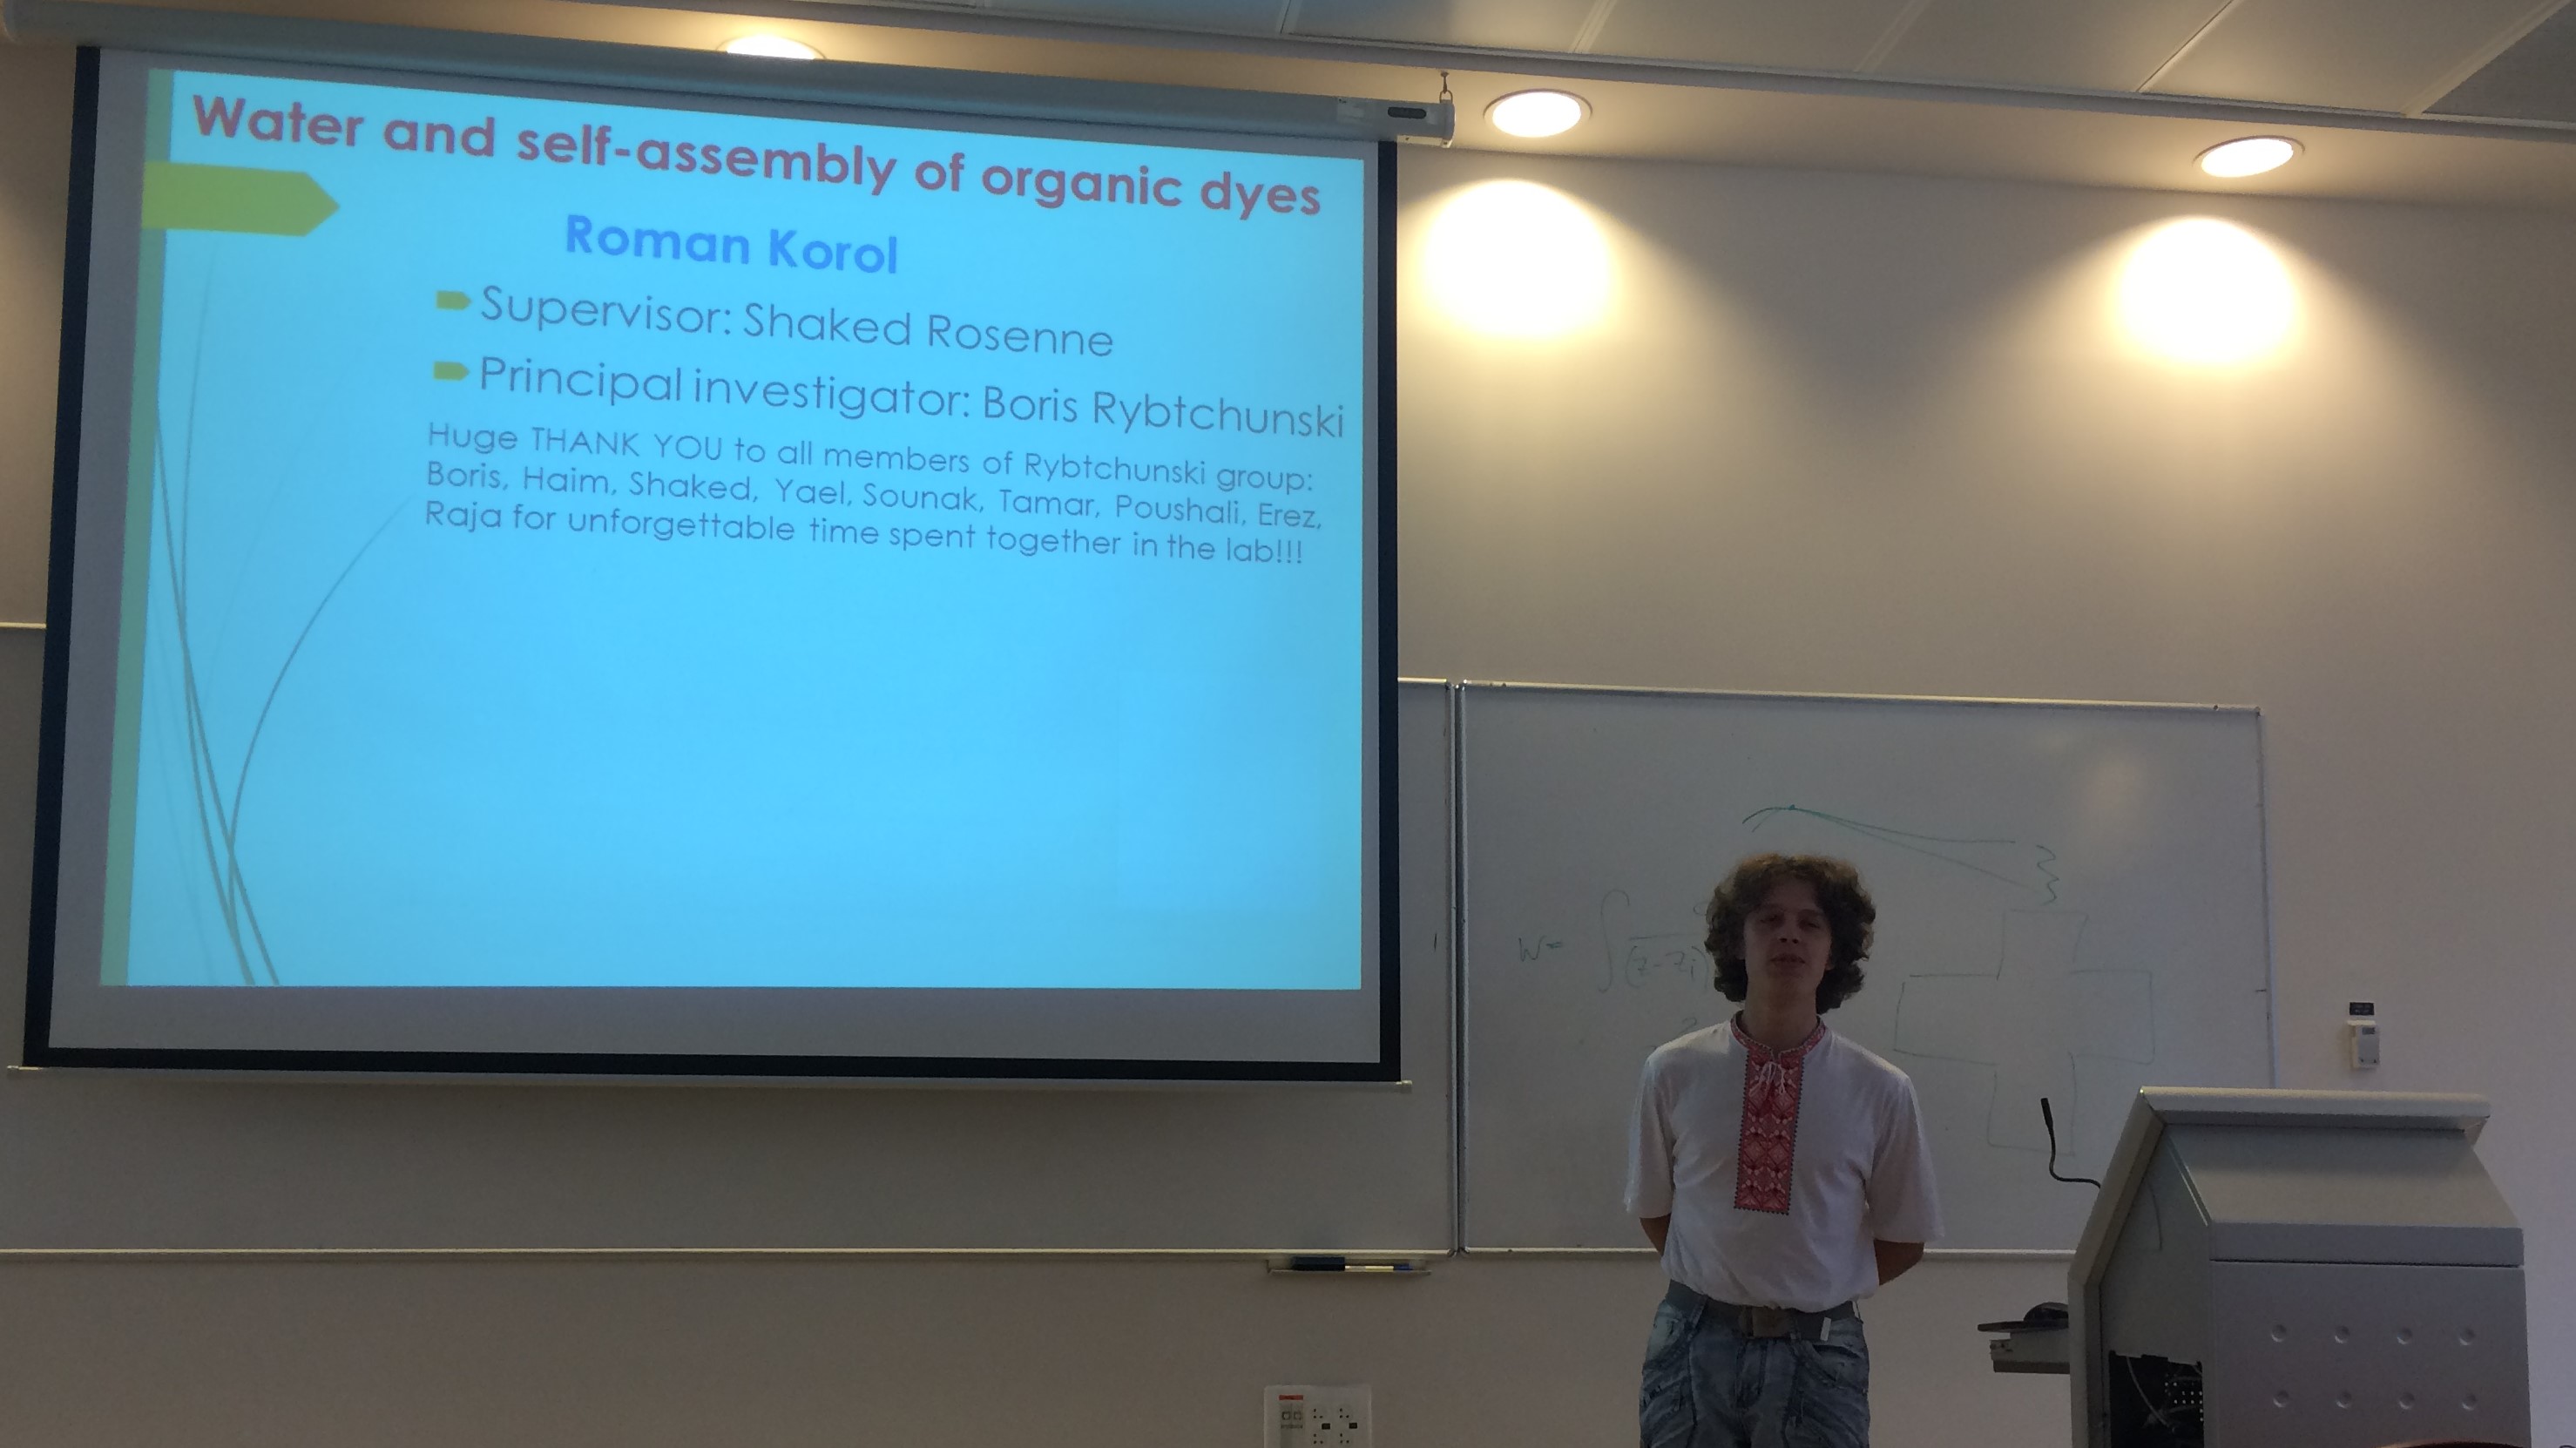 Water and self-assembly of organic dyes
Roman Korol
Supervisor: Shaked Rosenne
Principal investigator: Boris Rybtchunski
Huge THANK YOU to all members of Rybtchunski group:
Boris, Haim, Shaked, Yael, Sounak, Tamar, Poushali, Erez,
Raja for unforgettable time spent together in the lab!!!
W= ∫
(z-zi)